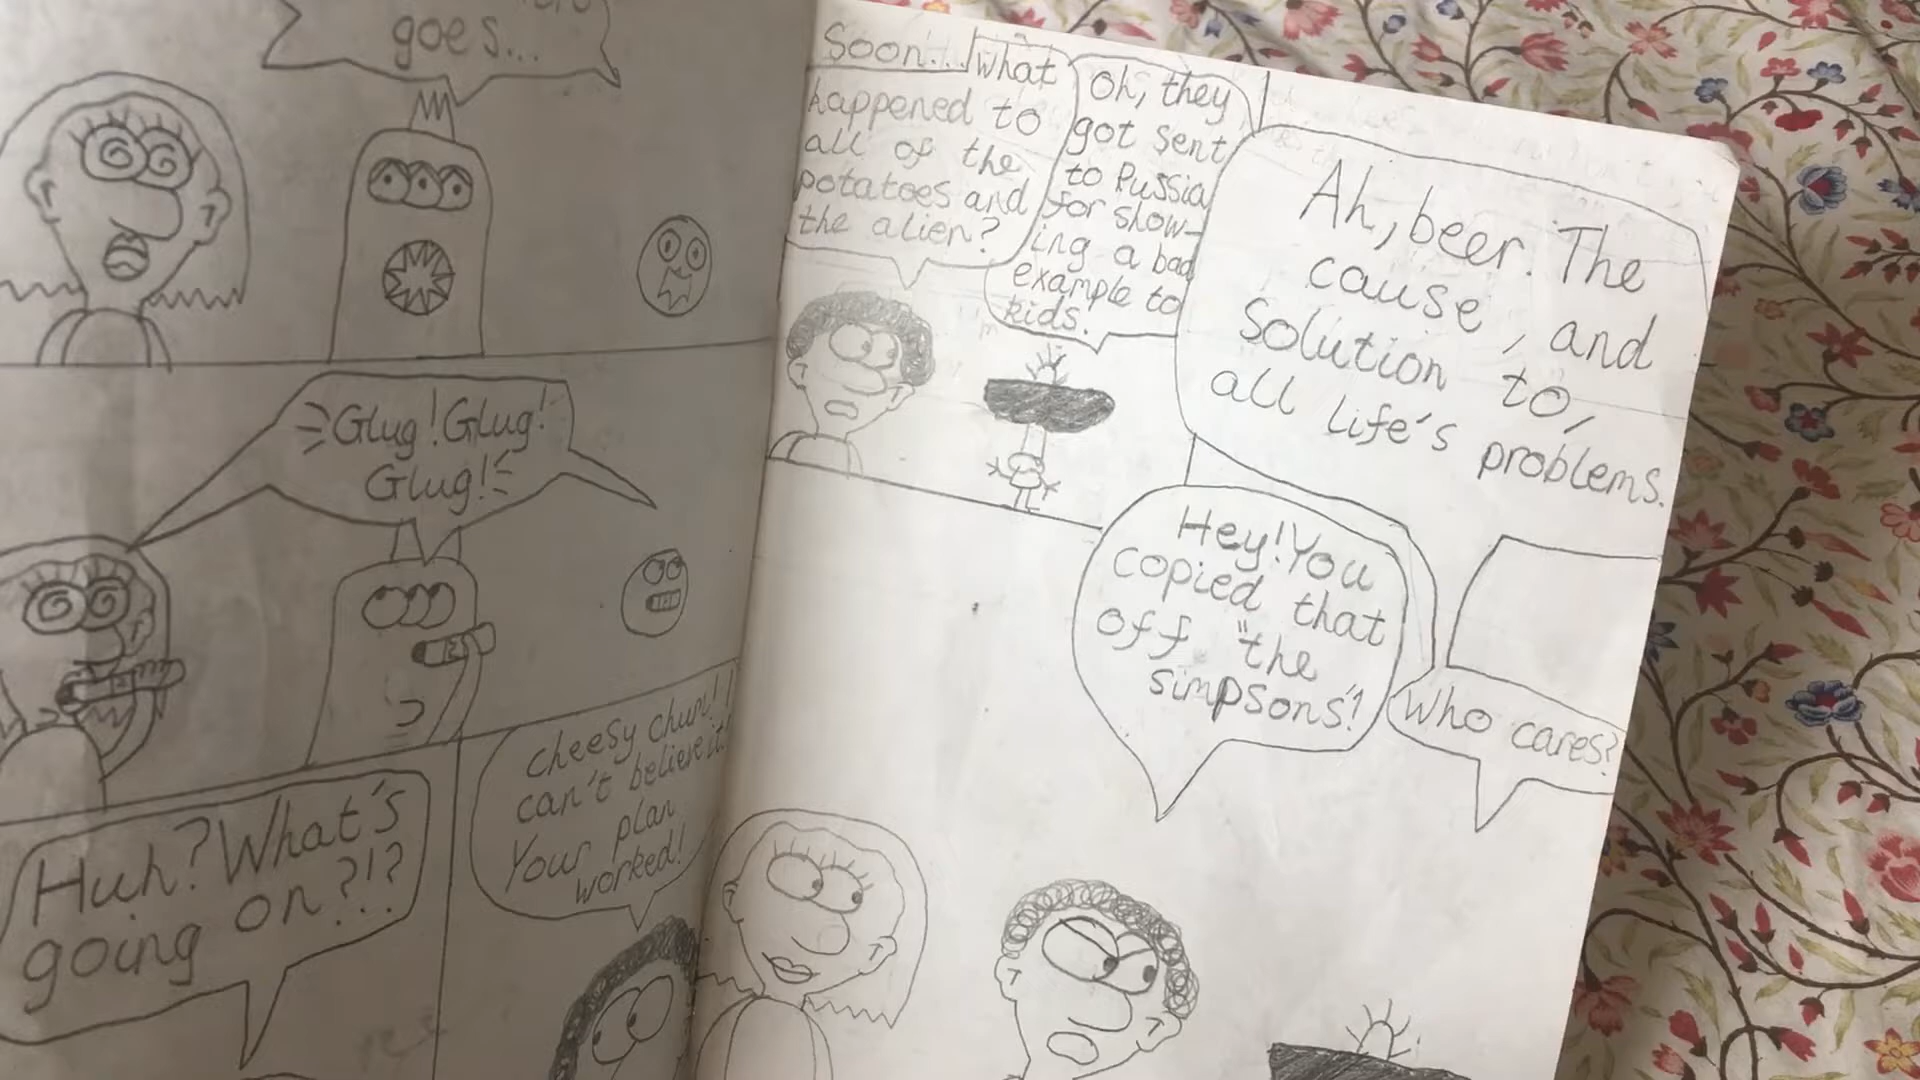 goes...
Glug! Glug!
Glug!
Huh? What's
going on?!?
cheesy chum! I
can't believe it!
Your plan
worked!
Soon...
What
happened to
all of the
potatoes and
the alien?
Oh, they
got sent
to Russia
for show-
ing a bad
example to
kids.
Ah, beer. The
cause, and
solution to,
all life's problems.
Hey! You
copied that
off "the
simpsons"!
Who cares?